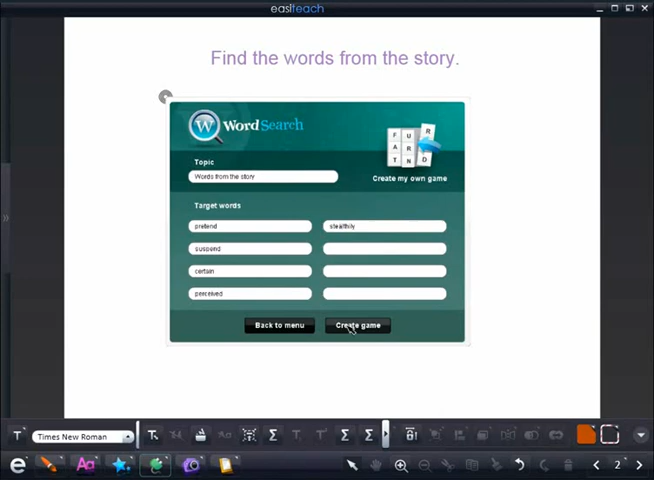 easiteach
Find the words from the story.
W WordSearch
Topic
Words from the story
Create my own game
Target words
pretend
stealthily
suspend
certain
perceived
Back to menu
Create game
Times New Roman
2